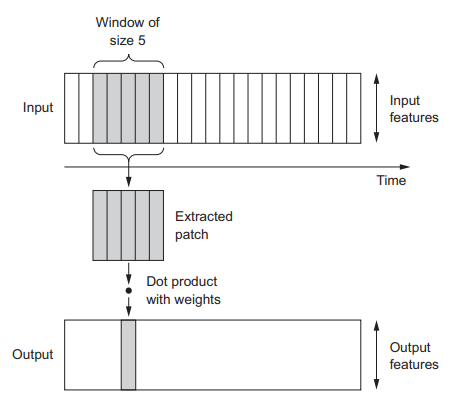 Window of
size 5
Input
Input
features
Time
Extracted
patch
Dot product
with weights
Output
Output
features